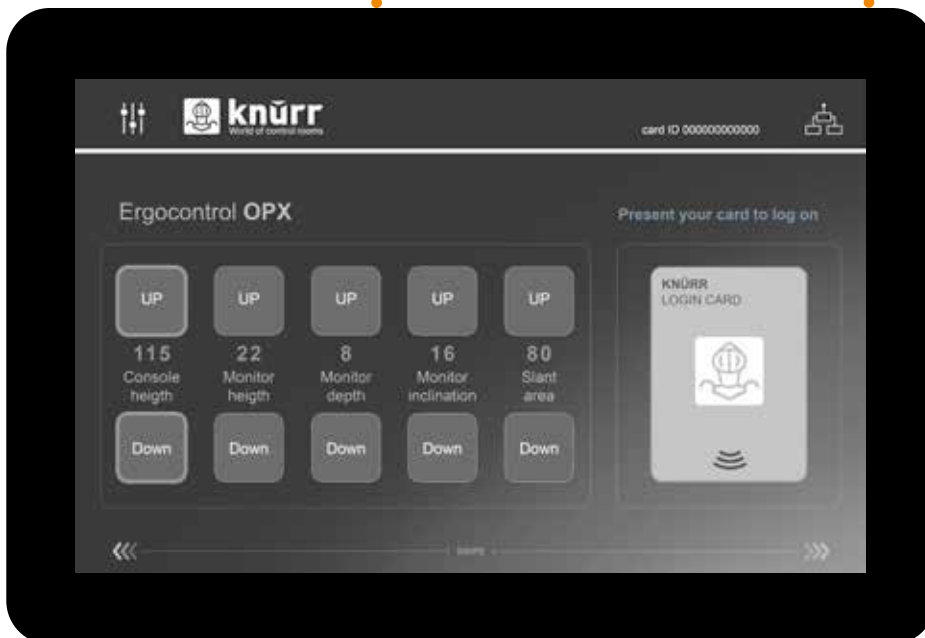 knürr
World of control rooms
card ID 000000000000
Ergocontrol OPX
Present your card to log on
UP UP UP UP UP
115 22 8 16 80
Console Monitor Monitor Monitor Slant
heigth heigth depth inclination area
Down Down Down Down Down
KNÜRR
LOGIN CARD